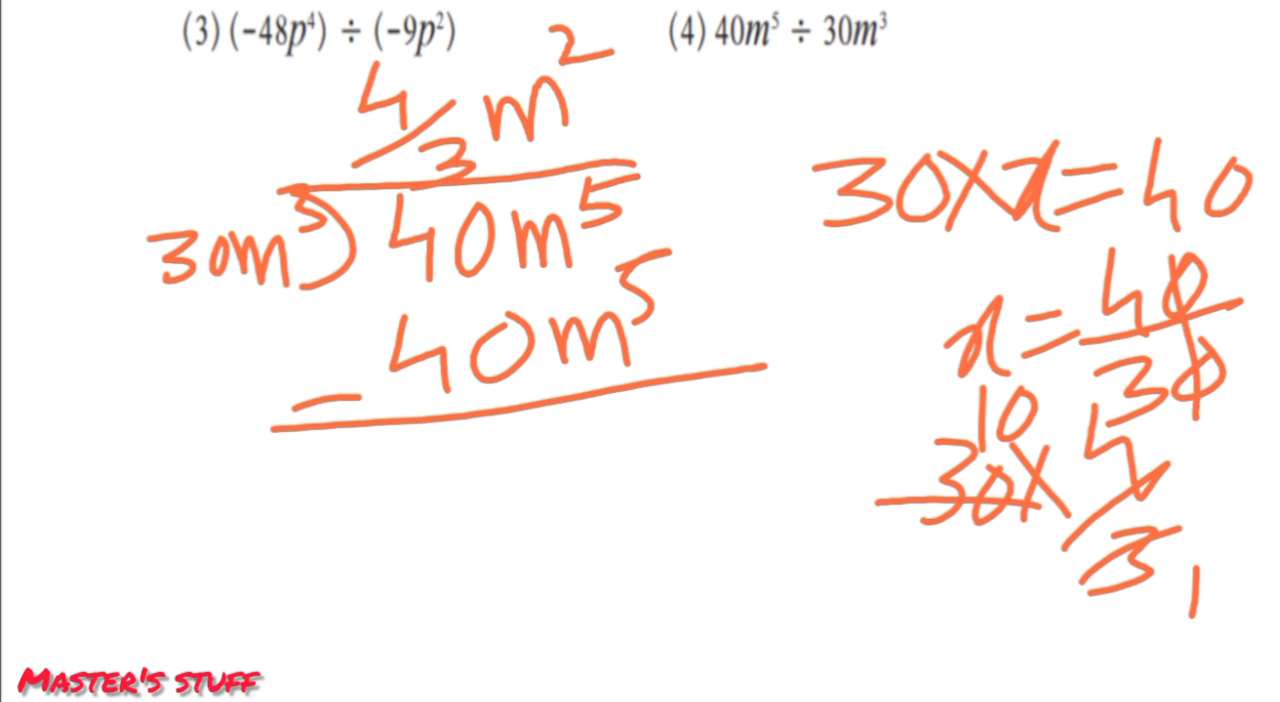 (3) (-48p⁴) ÷ (-9p²) (4) 40m⁵ ÷ 30m³
4/3 m²
30m³) 40m⁵
- 40m⁵
30×x=40
x=40/30
10
30×4/3
1
MASTER'S STUFF